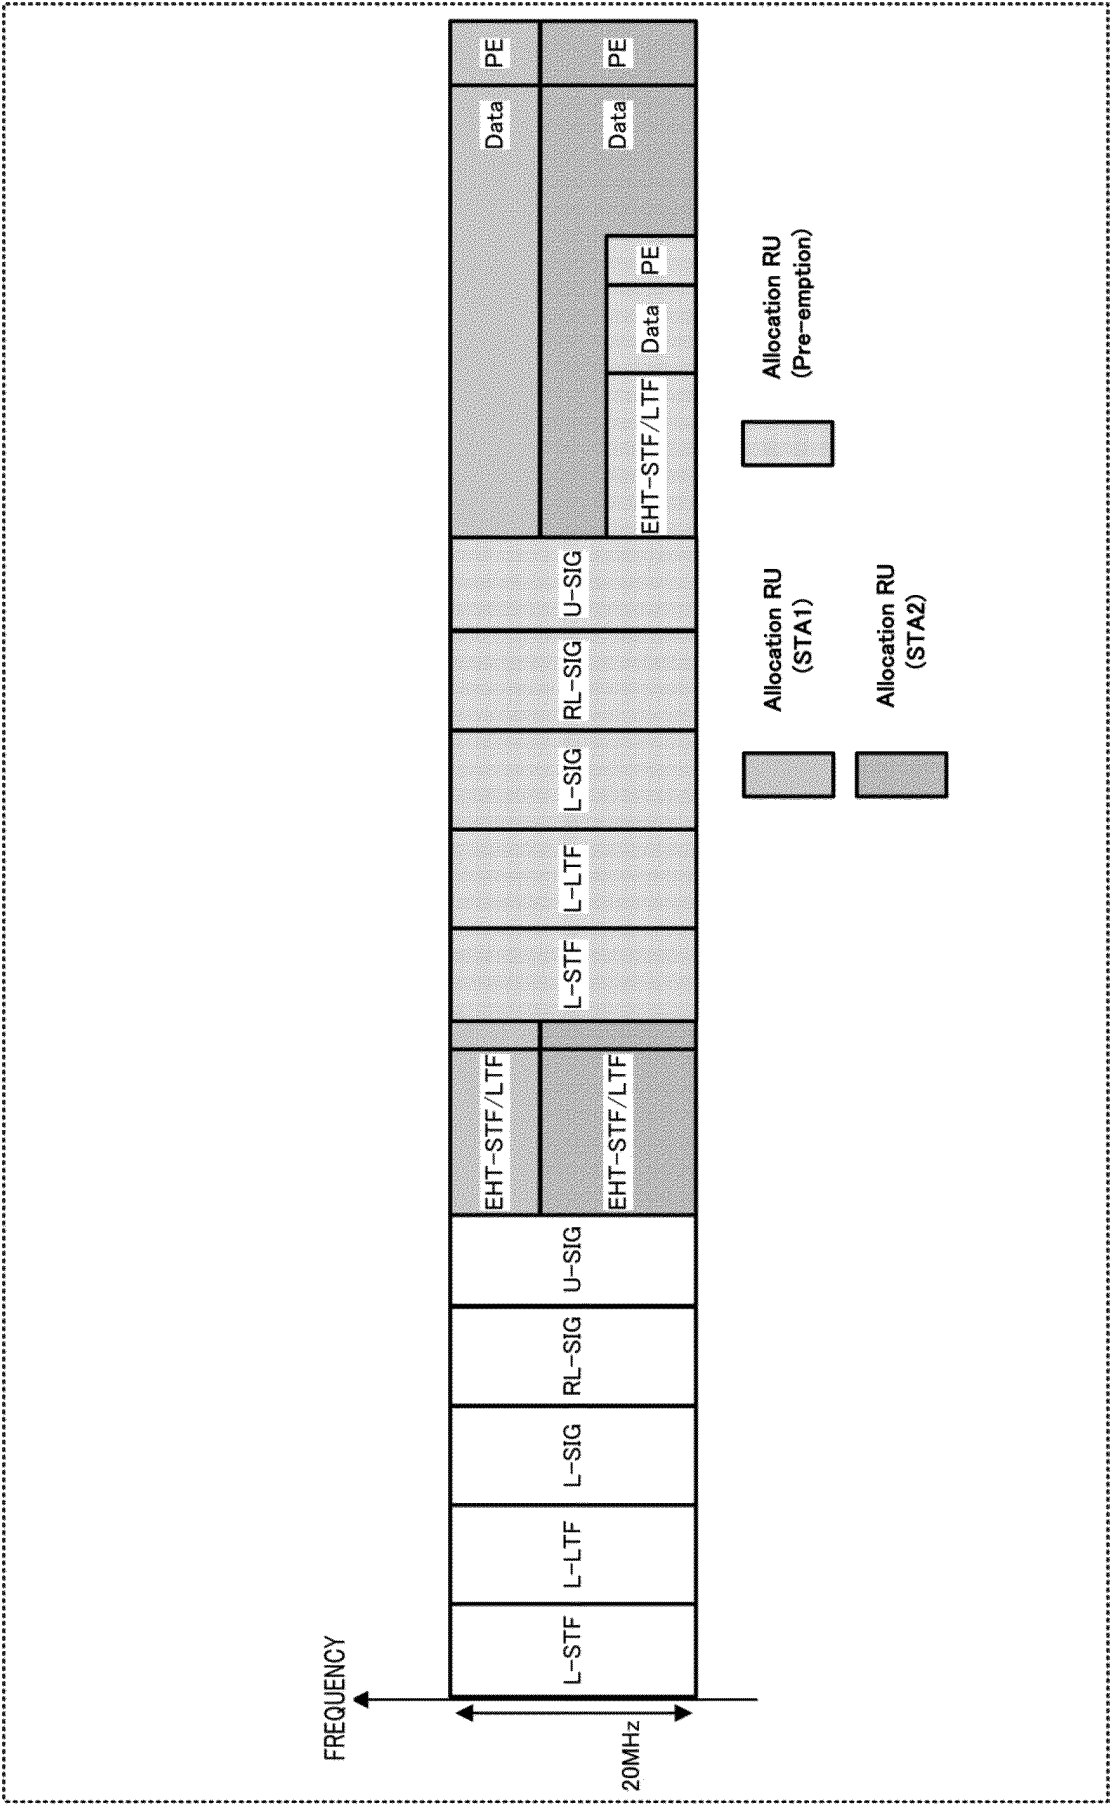 FREQUENCY
20MHz
L-STF
L-LTF
L-SIG
RL-SIG
U-SIG
EHT-STF/LTF
EHT-STF/LTF
L-STF
L-LTF
L-SIG
RL-SIG
U-SIG
Data
PE
EHT-STF/LTF
Data
PE
Data
PE
Allocation RU
(STA1)
Allocation RU
(Pre-emption)
Allocation RU
(STA2)